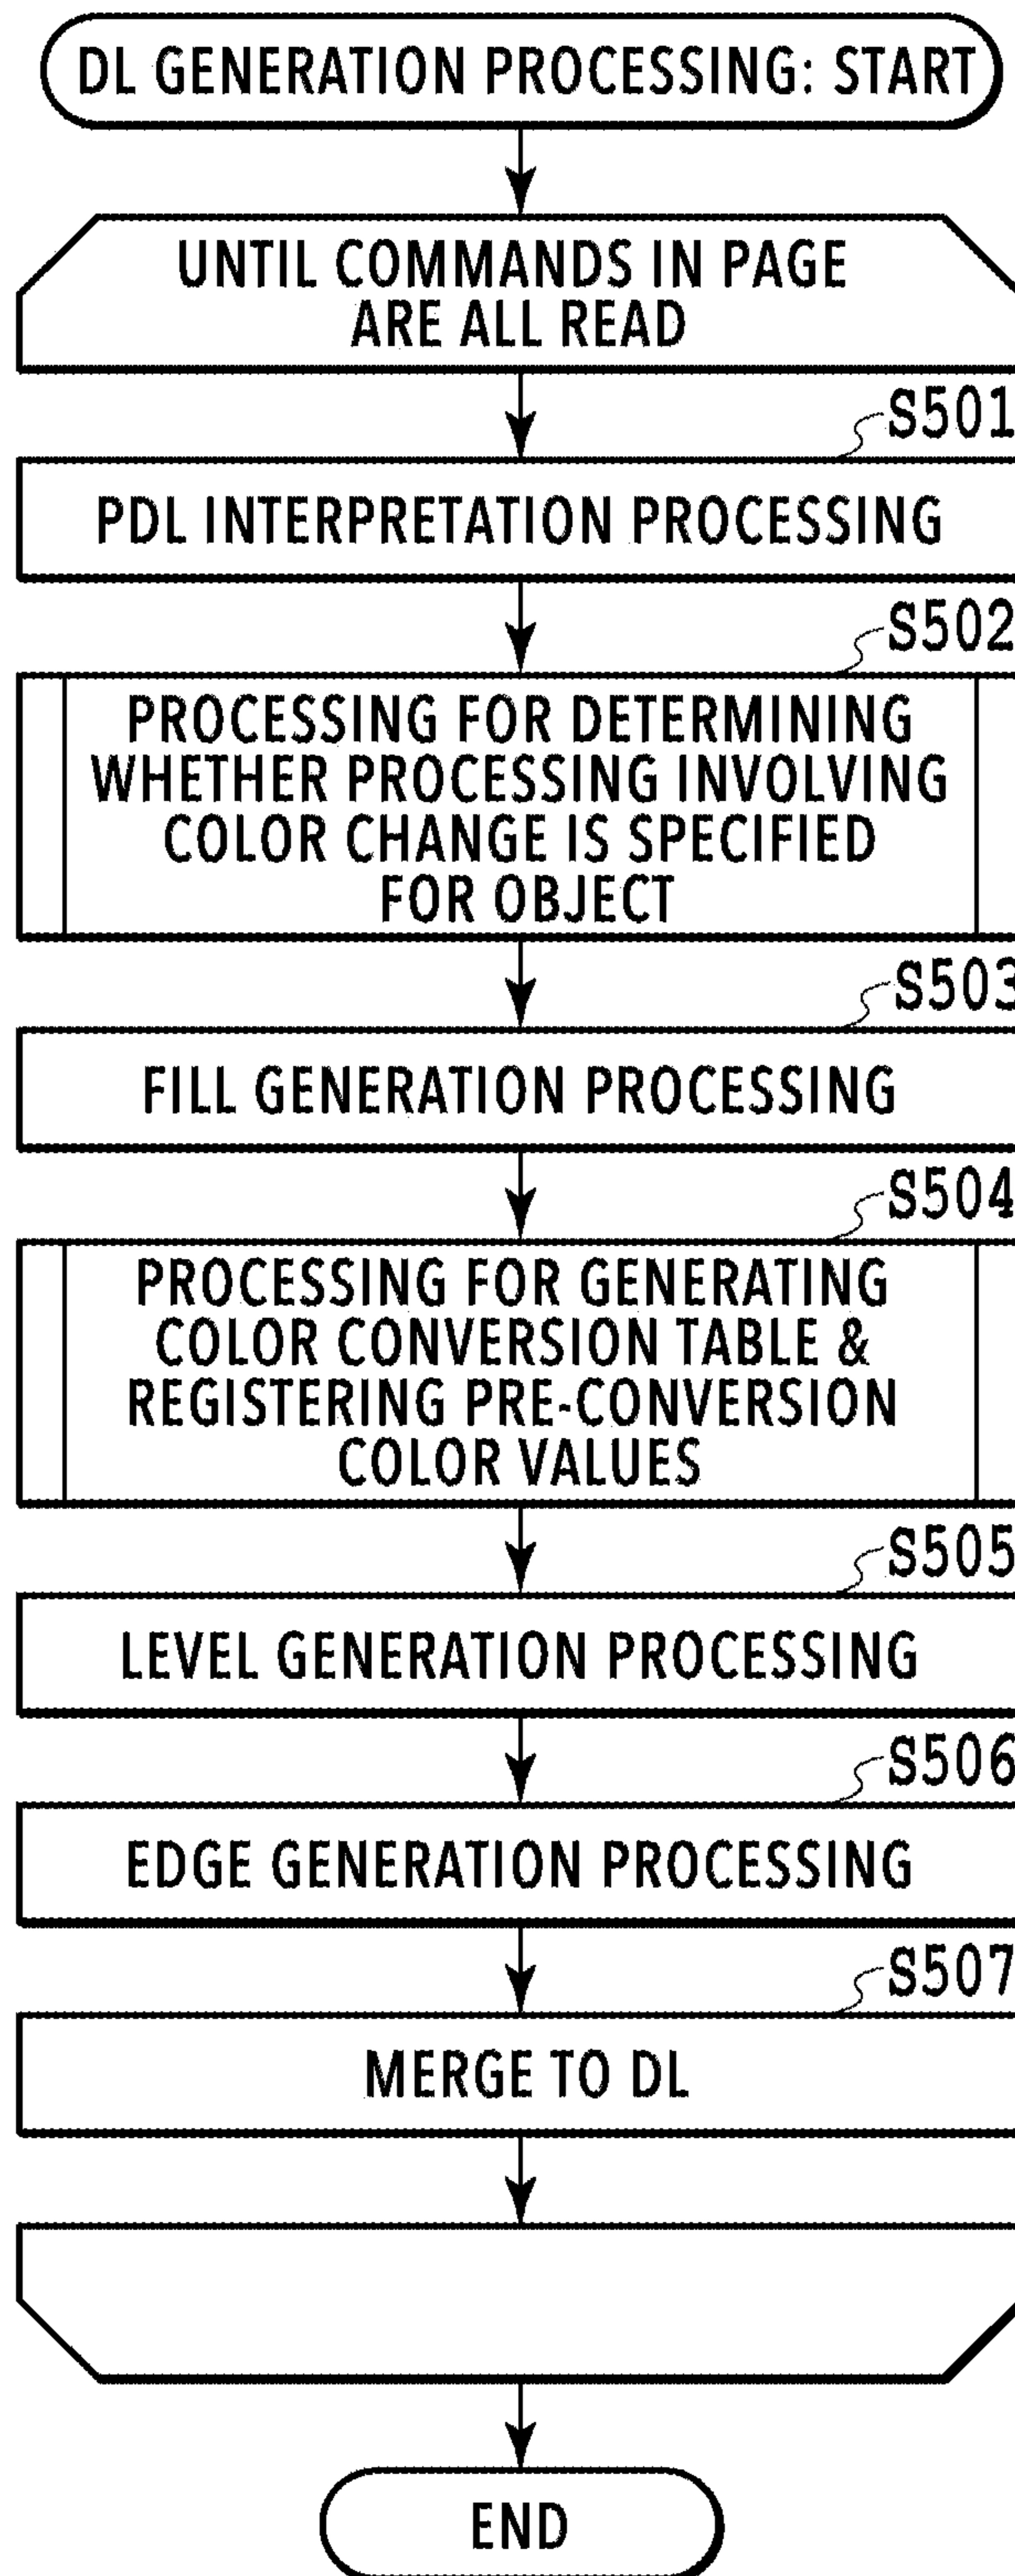 DL GENERATION PROCESSING: START
UNTIL COMMANDS IN PAGE
ARE ALL READ
S501
PDL INTERPRETATION PROCESSING
S502
PROCESSING FOR DETERMINING
WHETHER PROCESSING INVOLVING
COLOR CHANGE IS SPECIFIED
FOR OBJECT
S503
FILL GENERATION PROCESSING
S504
PROCESSING FOR GENERATING
COLOR CONVERSION TABLE &
REGISTERING PRE-CONVERSION
COLOR VALUES
S505
LEVEL GENERATION PROCESSING
S506
EDGE GENERATION PROCESSING
S507
MERGE TO DL
END